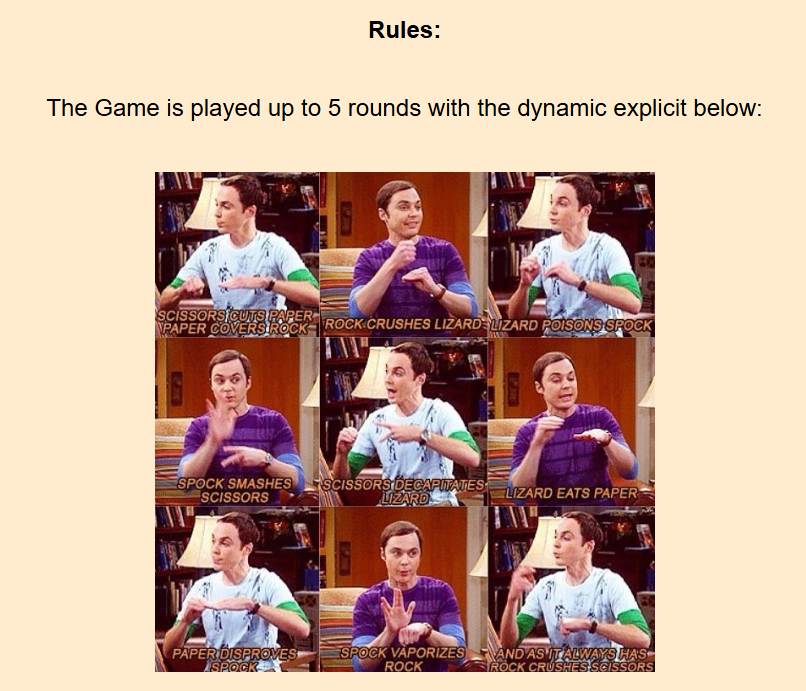 Rules:
The Game is played up to 5 rounds with the dynamic explicit below:
SCISSORS CUTS PAPER
PAPER COVERS ROCK
ROCK CRUSHES LIZARD
LIZARD POISONS SPOCK
SPOCK SMASHES
SCISSORS
SCISSORS DECAPITATES
LIZARD
LIZARD EATS PAPER
PAPER DISPROVES
SPOCK
SPOCK VAPORIZES
ROCK
AND AS IT ALWAYS HAS
ROCK CRUSHES SCISSORS